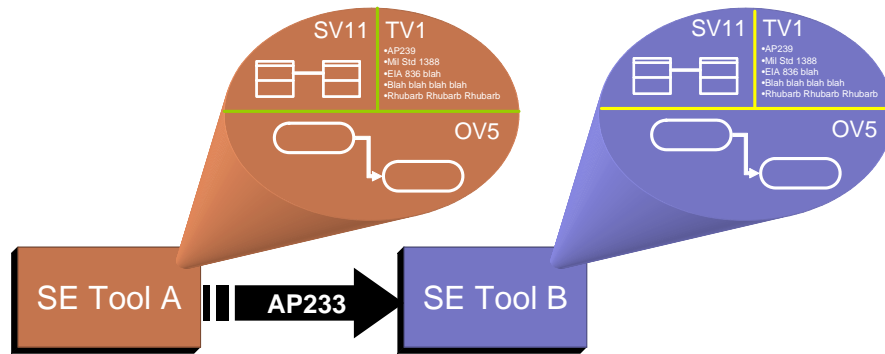 SV11
TV1
▪AP239
▪Mil Std 1388
▪EIA 836 blah
▪Blah blah blah blah
▪Rhubarb Rhubarb Rhubarb
OV5
SV11
TV1
▪AP239
▪Mil Std 1388
▪EIA 836 blah
▪Blah blah blah blah
▪Rhubarb Rhubarb Rhubarb
OV5
SE Tool A
AP233
SE Tool B